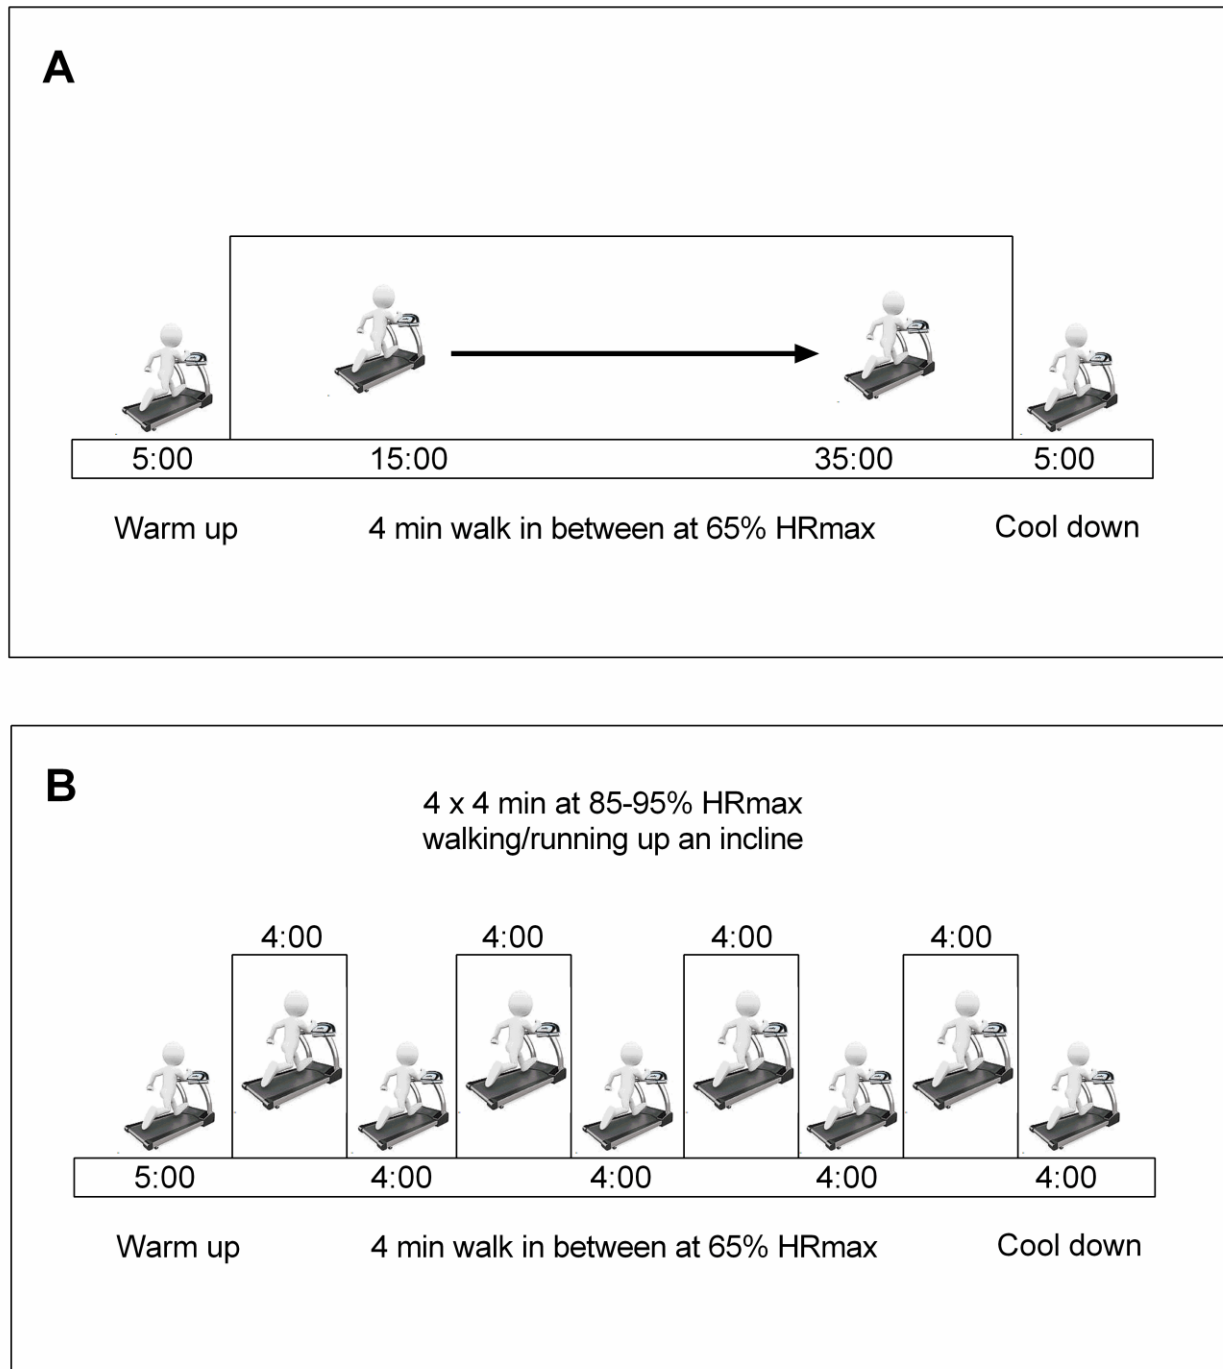 A
5:00 15:00 35:00 5:00
Warm up 4 min walk in between at 65% HRmax Cool down
B
4 x 4 min at 85-95% HRmax
walking/running up an incline
4:00 4:00 4:00 4:00
5:00 4:00 4:00 4:00 4:00
Warm up 4 min walk in between at 65% HRmax Cool down